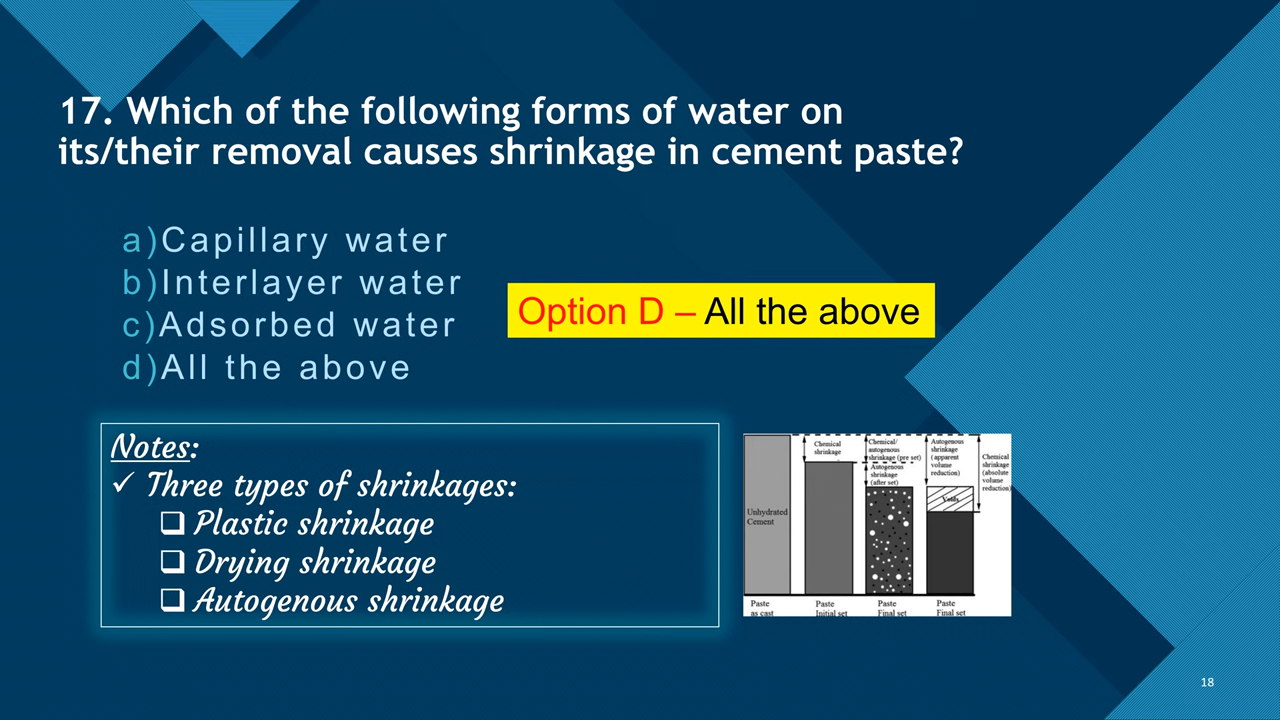 17. Which of the following forms of water on
its/their removal causes shrinkage in cement paste?
a)Capillary water
b)Interlayer water
c)Adsorbed water
d)All the above
Option D – All the above
Notes:
✓ Three types of shrinkages:
❑ Plastic shrinkage
❑ Drying shrinkage
❑ Autogenous shrinkage
Chemical
shrinkage
Chemical/
autogenous
shrinkage (pre set)
Autogenous
shrinkage
(after set)
Autogenous
shrinkage
(apparent
volume
reduction)
Chemical
shrinkage
(absolute
volume
reduction)
Voids
Unhydrated
Cement
Paste
as cast
Paste
Initial set
Paste
Final set
Paste
Final set
18